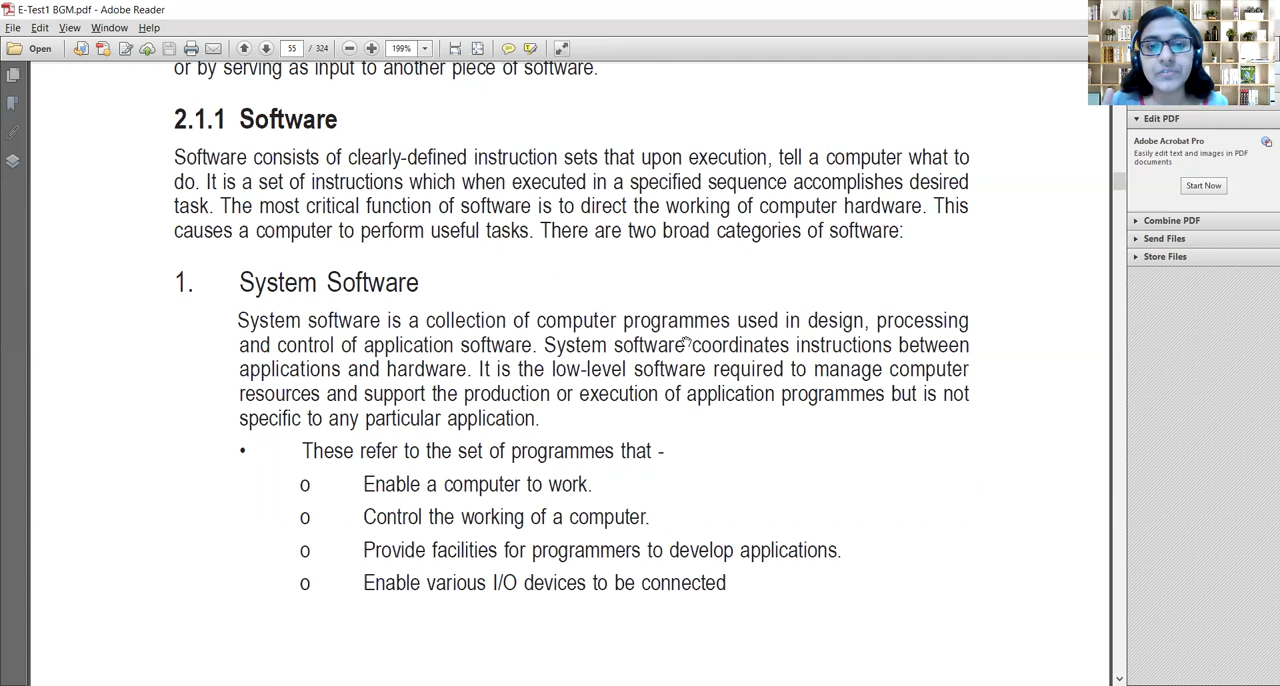 E-Test1 BGM.pdf - Adobe Reader
File Edit View Window Help
Open 55 / 324 199%
or by serving as input to another piece of software.
2.1.1 Software
Software consists of clearly-defined instruction sets that upon execution, tell a computer what to
do. It is a set of instructions which when executed in a specified sequence accomplishes desired
task. The most critical function of software is to direct the working of computer hardware. This
causes a computer to perform useful tasks. There are two broad categories of software:
1. System Software
System software is a collection of computer programmes used in design, processing
and control of application software. System software coordinates instructions between
applications and hardware. It is the low-level software required to manage computer
resources and support the production or execution of application programmes but is not
specific to any particular application.
• These refer to the set of programmes that -
o Enable a computer to work.
o Control the working of a computer.
o Provide facilities for programmers to develop applications.
o Enable various I/O devices to be connected
Edit PDF
Adobe Acrobat Pro
Easily edit text and images in PDF
documents
Start Now
Combine PDF
Send Files
Store Files